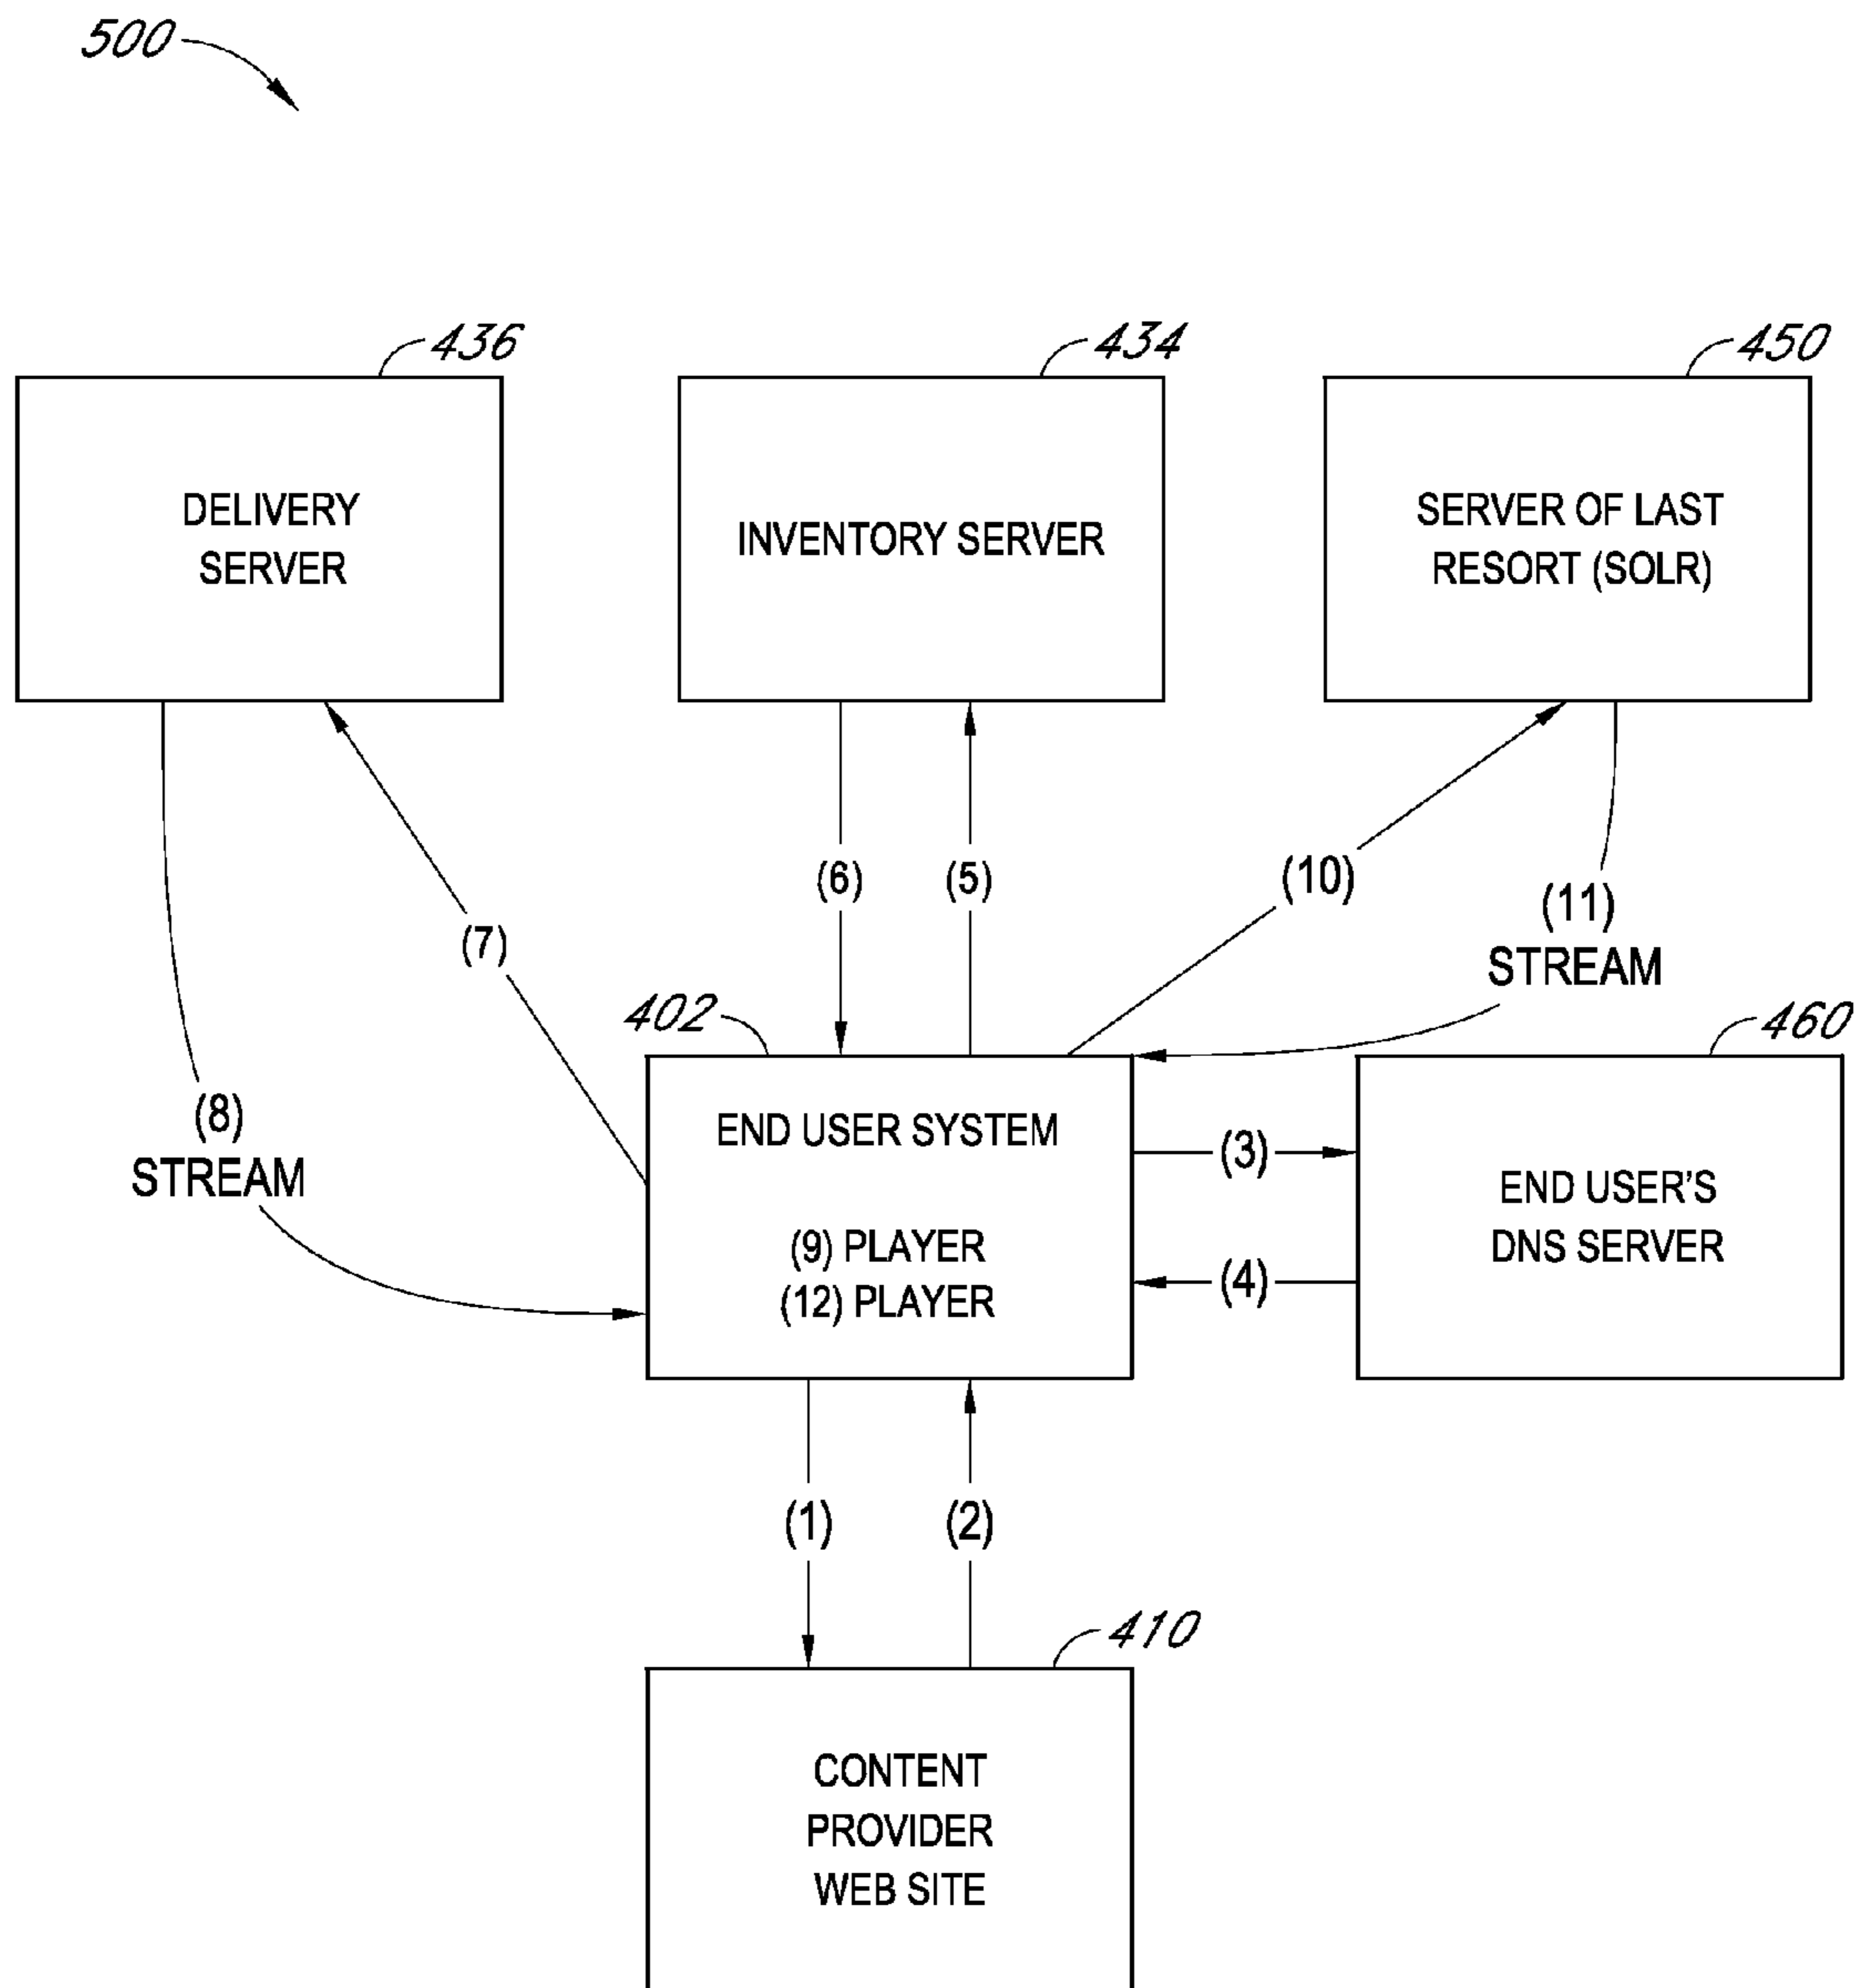 500
436
434
450
DELIVERY
SERVER
INVENTORY SERVER
SERVER OF LAST
RESORT (SOLR)
(6)
(5)
(10)
(11)
STREAM
(7)
402
460
(8)
STREAM
END USER SYSTEM
(9) PLAYER
(12) PLAYER
(3)
(4)
END USER'S
DNS SERVER
(1)
(2)
410
CONTENT
PROVIDER
WEB SITE